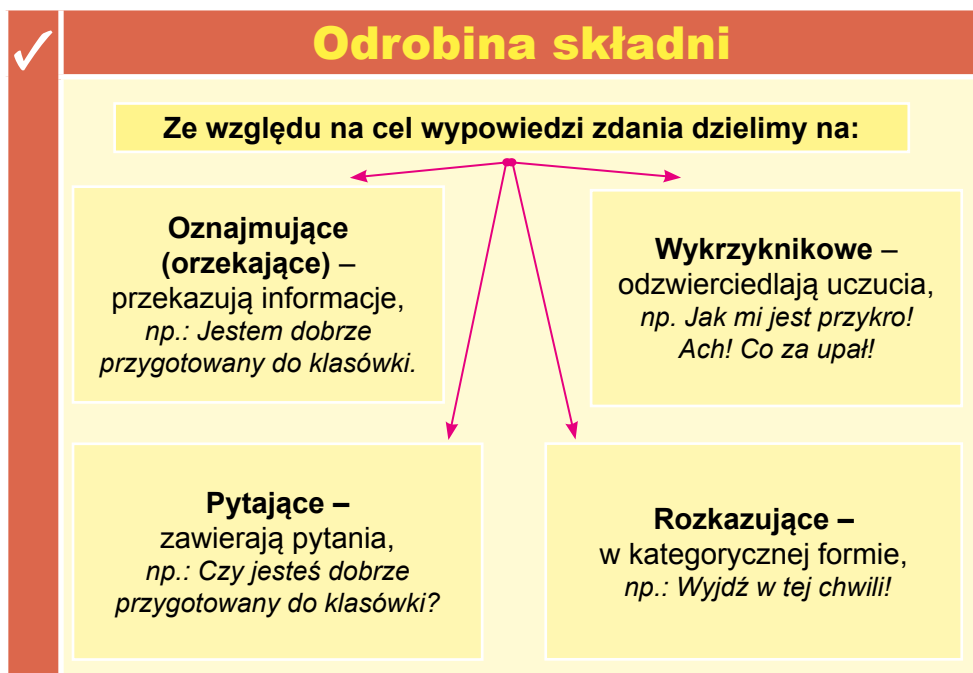 ✓
Odrobina składni
Ze względu na cel wypowiedzi zdania dzielimy na:
Oznajmujące
(orzekające) –
przekazują informacje,
np.: Jestem dobrze
przygotowany do klasówki.
Wykrzyknikowe –
odzwierciedlają uczucia,
np. Jak mi jest przykro!
Ach! Co za upał!
Pytające –
zawierają pytania,
np.: Czy jesteś dobrze
przygotowany do klasówki?
Rozkazujące –
w kategorycznej formie,
np.: Wyjdź w tej chwili!